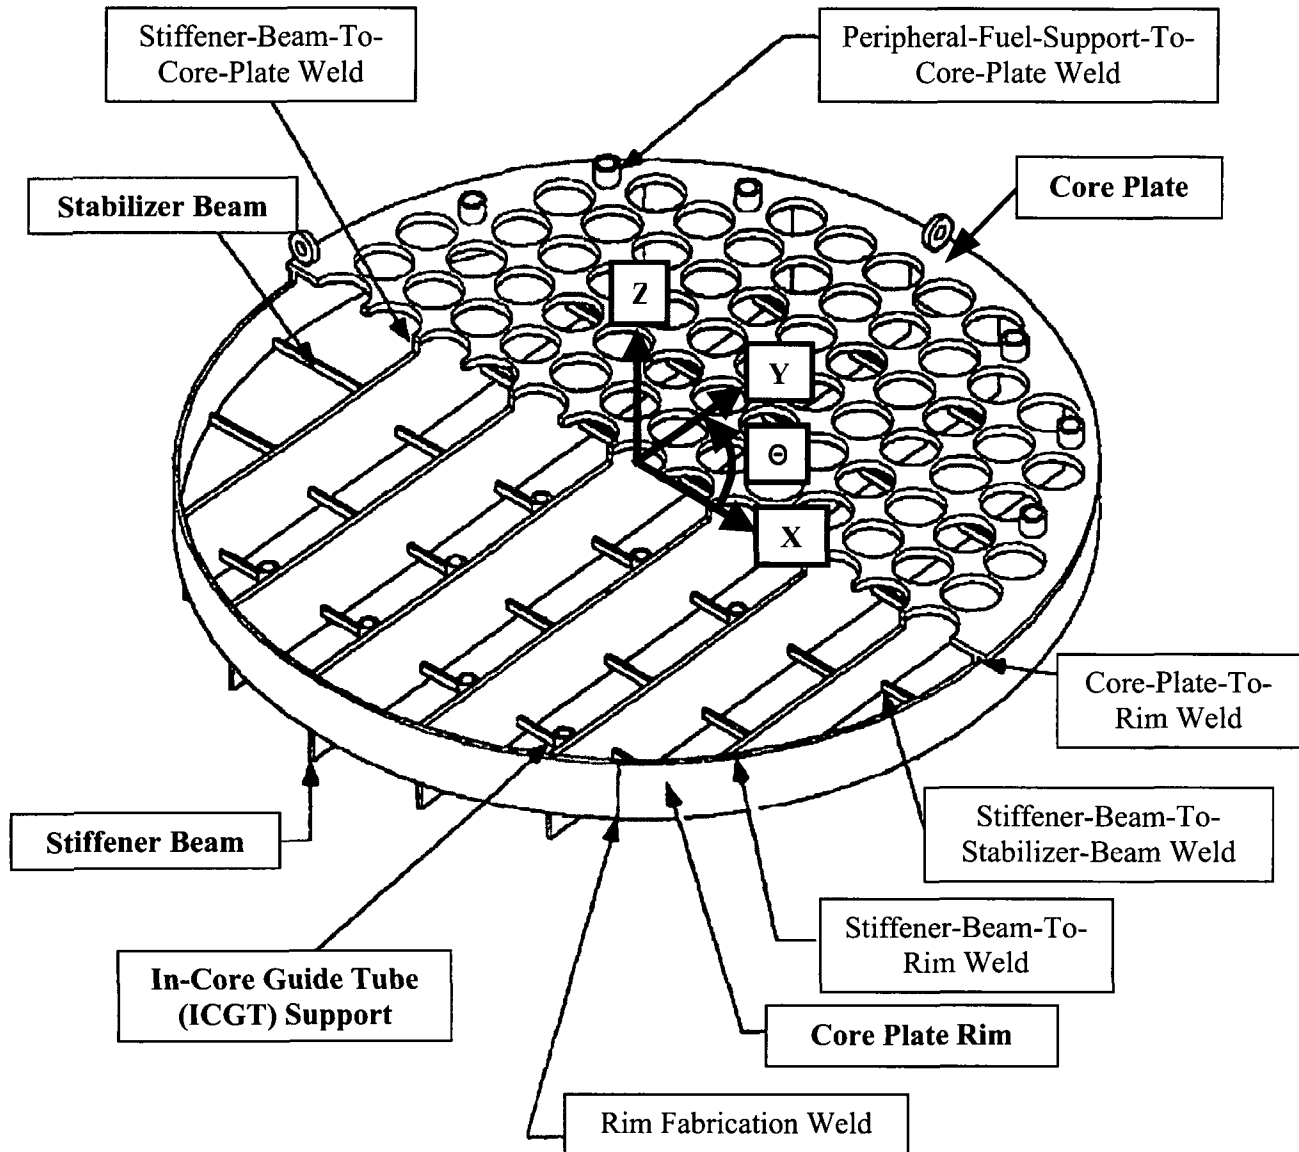 Stiffener-Beam-To-
Core-Plate Weld
Peripheral-Fuel-Support-To-
Core-Plate Weld
Stabilizer Beam
Core Plate
Z
Y
Θ
X
Core-Plate-To-
Rim Weld
Stiffener Beam
Stiffener-Beam-To-
Stabilizer-Beam Weld
Stiffener-Beam-To-
Rim Weld
In-Core Guide Tube
(ICGT) Support
Core Plate Rim
Rim Fabrication Weld